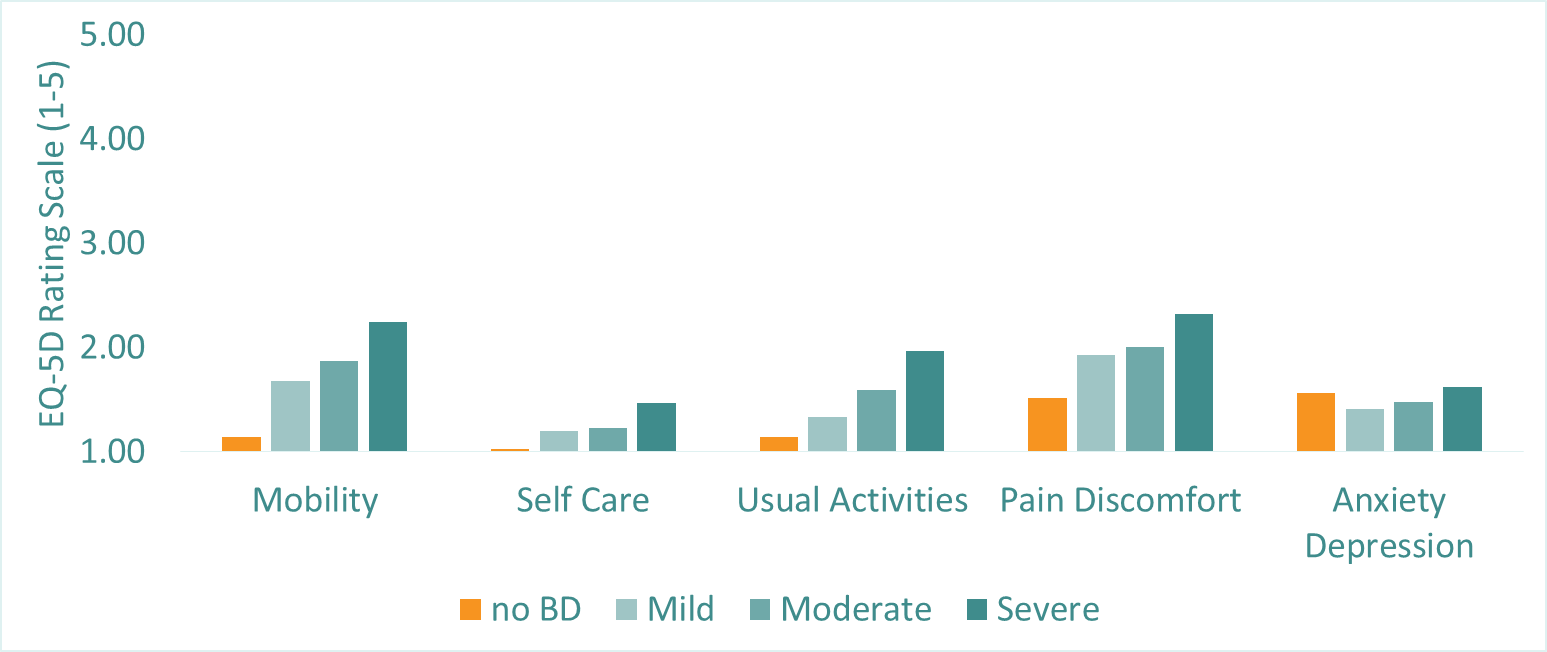 EQ-5D Rating Scale (1-5)
5.00
4.00
3.00
2.00
1.00
Mobility
Self Care
Usual Activities
Pain Discomfort
Anxiety
Depression
no BD
Mild
Moderate
Severe